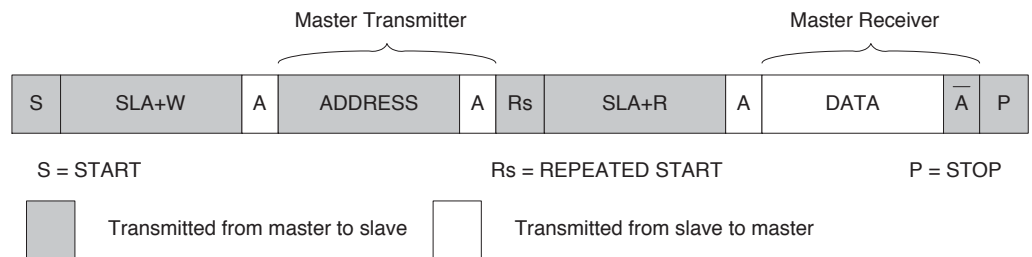 Master Transmitter Master Receiver
S SLA+W A ADDRESS A Rs SLA+R A DATA A̅ P
S = START Rs = REPEATED START P = STOP
Transmitted from master to slave Transmitted from slave to master